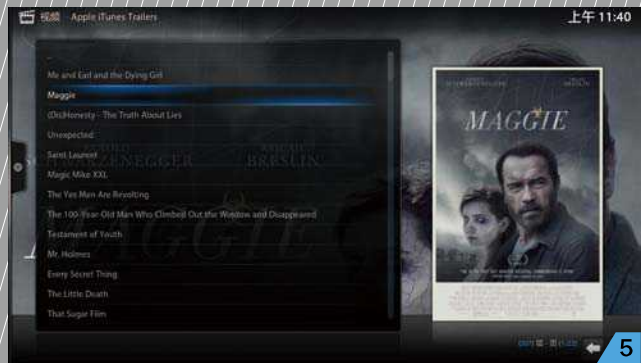 视频 Apple iTunes Trailers
上午 11:40
..
Me and Earl and the Dying Girl
Maggie
(Dis)Honesty - The Truth About Lies
Unexpected
Saint Laurent
Magic Mike XXL
The Yes Men Are Revolting
The 100-Year-Old Man Who Climbed Out the Window and Disappeared
Testament of Youth
Mr. Holmes
Every Secret Thing
The Little Death
That Sugar Film
SCHWARZENEGGER
BRESLIN
MAGGIE
5